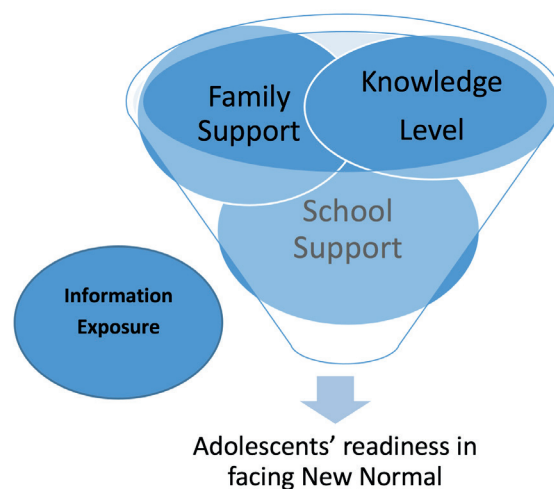 Family
Support
Knowledge
Level
School
Support
Information
Exposure
Adolescents’ readiness in
facing New Normal